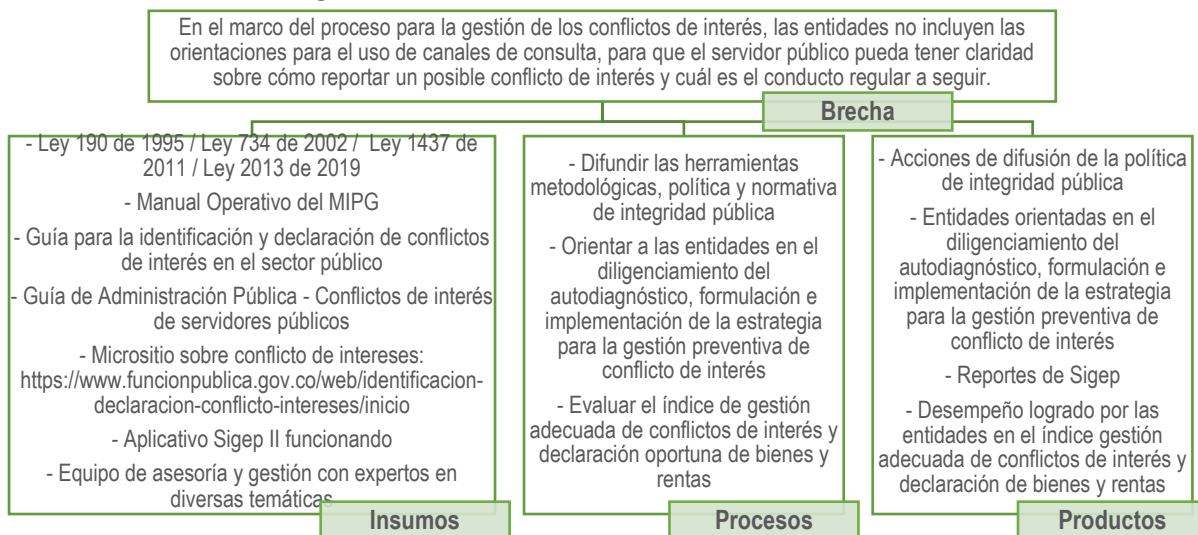 En el marco del proceso para la gestión de los conflictos de interés, las entidades no incluyen las
orientaciones para el uso de canales de consulta, para que el servidor público pueda tener claridad
sobre cómo reportar un posible conflicto de interés y cuál es el conducto regular a seguir.
Brecha
- Ley 190 de 1995 / Ley 734 de 2002 / Ley 1437 de
2011 / Ley 2013 de 2019
- Manual Operativo del MIPG
- Guía para la identificación y declaración de conflictos
de interés en el sector público
- Guía de Administración Pública - Conflictos de interés
de servidores públicos
- Micrositio sobre conflicto de intereses:
https://www.funcionpublica.gov.co/web/identificacion-
declaracion-conflicto-intereses/inicio
- Aplicativo Sigep II funcionando
- Equipo de asesoría y gestión con expertos en
diversas temáticas
Insumos
- Difundir las herramientas
metodológicas, política y normativa
de integridad pública
- Orientar a las entidades en el
diligenciamiento del
autodiagnóstico, formulación e
implementación de la estrategia
para la gestión preventiva de
conflicto de interés
- Evaluar el índice de gestión
adecuada de conflictos de interés y
declaración oportuna de bienes y
rentas
Procesos
- Acciones de difusión de la política
de integridad pública
- Entidades orientadas en el
diligenciamiento del
autodiagnóstico, formulación e
implementación de la estrategia
para la gestión preventiva de
conflicto de interés
- Reportes de Sigep
- Desempeño logrado por las
entidades en el índice gestión
adecuada de conflictos de interés y
declaración de bienes y rentas
Productos